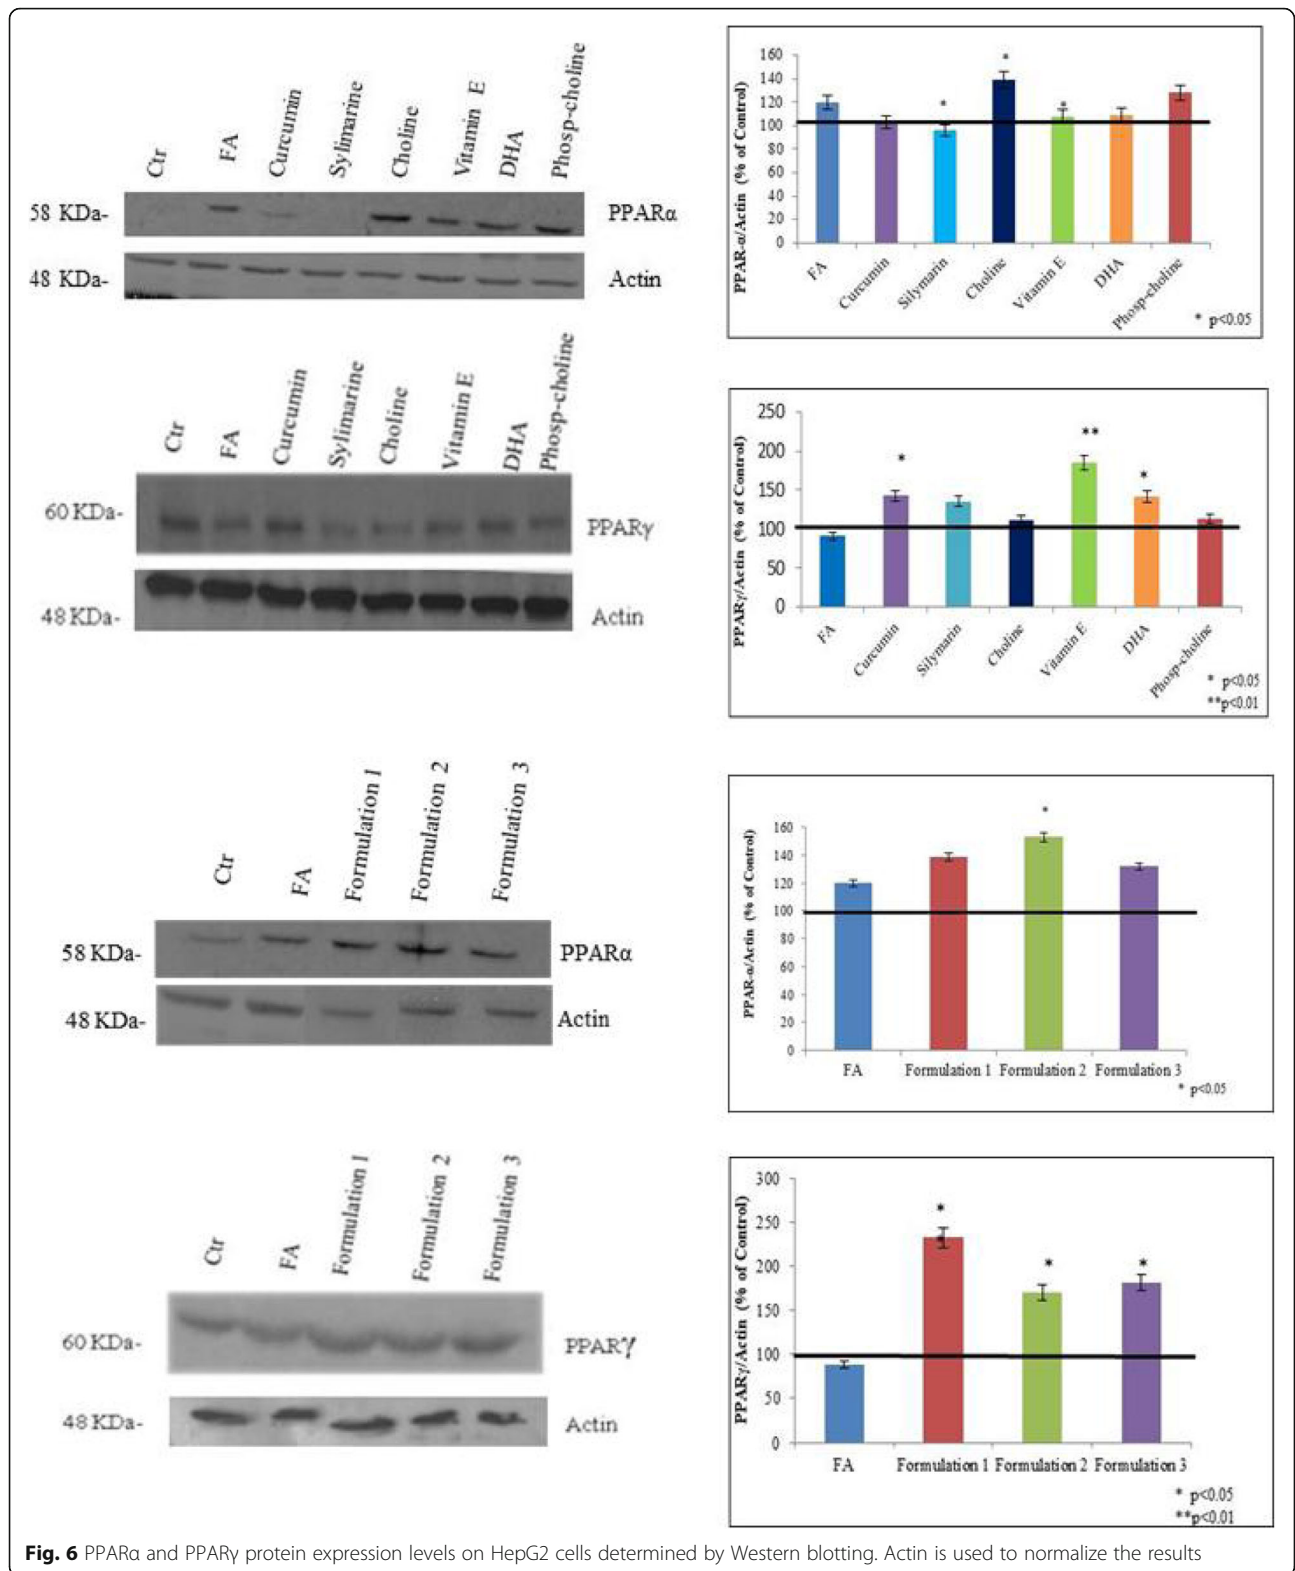 Ctr FA Curcumin Sylimarine Choline Vitamin E DHA Phosp-choline
58 KDa- PPARα
48 KDa- Actin
PPAR-α/Actin (% of Control)
160
140
120
100
80
60
40
20
0
* * *
FA Curcumin Silymarin Choline Vitamin E DHA Phosp-choline
* p<0.05
Ctr FA Curcumin Sylimarine Choline Vitamin E DHA Phosp-choline
60 KDa- PPARγ
48 KDa- Actin
PPARγ/Actin (% of Control)
250
200
150
100
50
0
* ** *
FA Curcumin Silymarin Choline Vitamin E DHA Phosp-choline
* p<0.05
**p<0.01
Ctr FA Formulation 1 Formulation 2 Formulation 3
58 KDa- PPARα
48 KDa- Actin
PPAR-α/Actin (% of Control)
160
140
120
100
80
60
40
20
0
*
FA Formulation 1 Formulation 2 Formulation 3
* p<0.05
Ctr FA Formulation 1 Formulation 2 Formulation 3
60 KDa- PPARγ
48 KDa- Actin
PPARγ/Actin (% of Control)
300
250
200
150
100
50
0
* * * *
FA Formulation 1 Formulation 2 Formulation 3
* p<0.05
**p<0.01
Fig. 6 PPARα and PPARγ protein expression levels on HepG2 cells determined by Western blotting. Actin is used to normalize the results